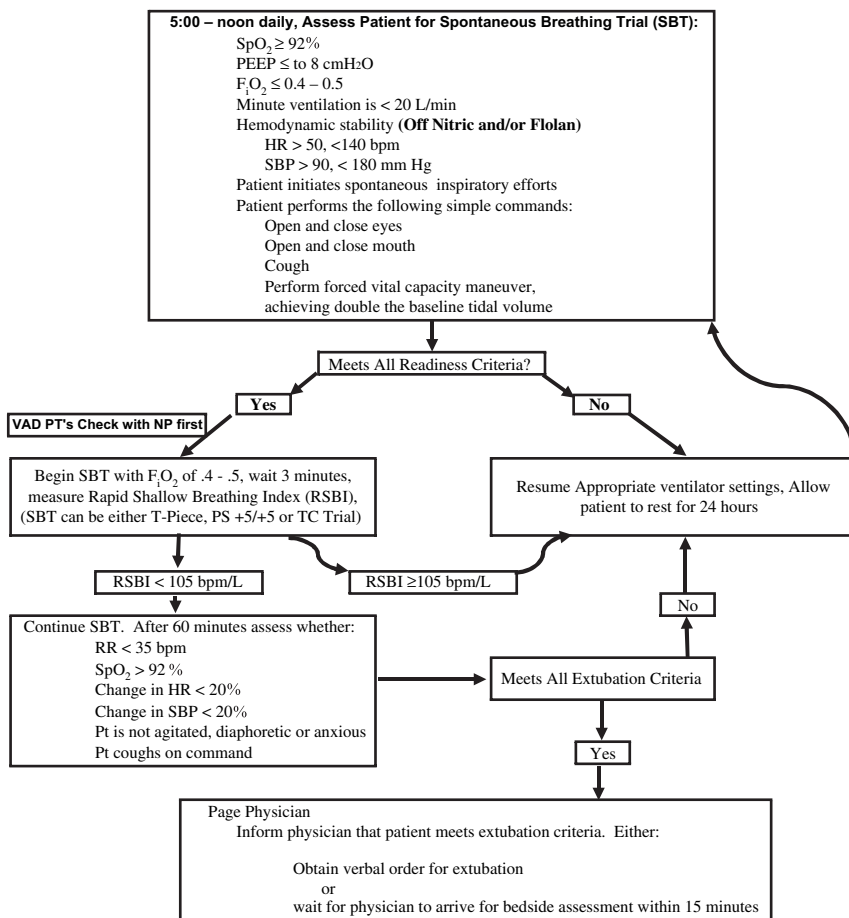 5:00 – noon daily, Assess Patient for Spontaneous Breathing Trial (SBT):
SpO2 ≥ 92%
PEEP ≤ to 8 cmH2O
FiO2 ≤ 0.4 – 0.5
Minute ventilation is < 20 L/min
Hemodynamic stability (Off Nitric and/or Flolan)
HR > 50, <140 bpm
SBP > 90, < 180 mm Hg
Patient initiates spontaneous inspiratory efforts
Patient performs the following simple commands:
Open and close eyes
Open and close mouth
Cough
Perform forced vital capacity maneuver,
achieving double the baseline tidal volume
Meets All Readiness Criteria?
Yes
No
VAD PT's Check with NP first
Begin SBT with FiO2 of .4 - .5, wait 3 minutes,
measure Rapid Shallow Breathing Index (RSBI),
(SBT can be either T-Piece, PS +5/+5 or TC Trial)
Resume Appropriate ventilator settings, Allow
patient to rest for 24 hours
RSBI < 105 bpm/L
RSBI ≥105 bpm/L
No
Continue SBT. After 60 minutes assess whether:
RR < 35 bpm
SpO2 > 92 %
Change in HR < 20%
Change in SBP < 20%
Pt is not agitated, diaphoretic or anxious
Pt coughs on command
Meets All Extubation Criteria
Yes
Page Physician
Inform physician that patient meets extubation criteria. Either:
Obtain verbal order for extubation
or
wait for physician to arrive for bedside assessment within 15 minutes